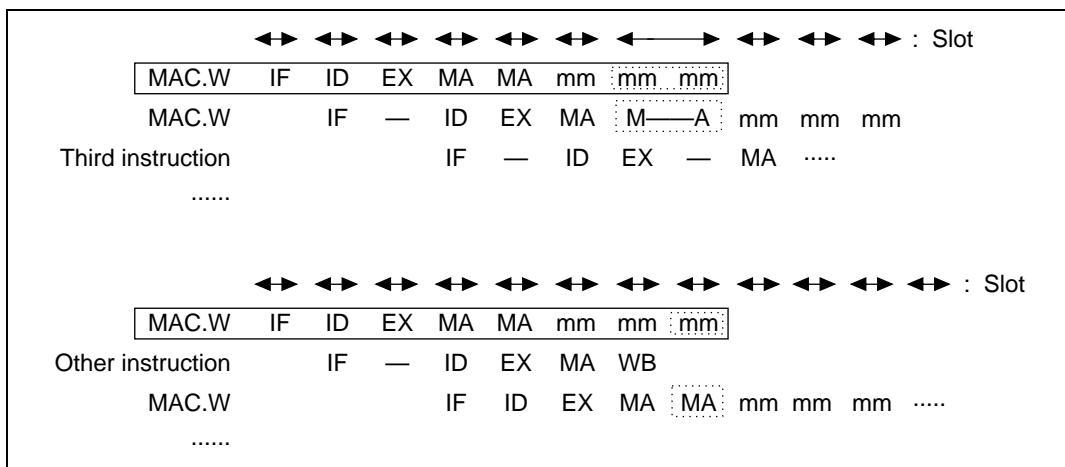 : Slot
MAC.W IF ID EX MA MA mm mm mm
MAC.W IF — ID EX MA M——A mm mm mm
Third instruction IF — ID EX — MA ·····
......
: Slot
MAC.W IF ID EX MA MA mm mm mm
Other instruction IF — ID EX MA WB
MAC.W IF ID EX MA MA mm mm mm ·····
......